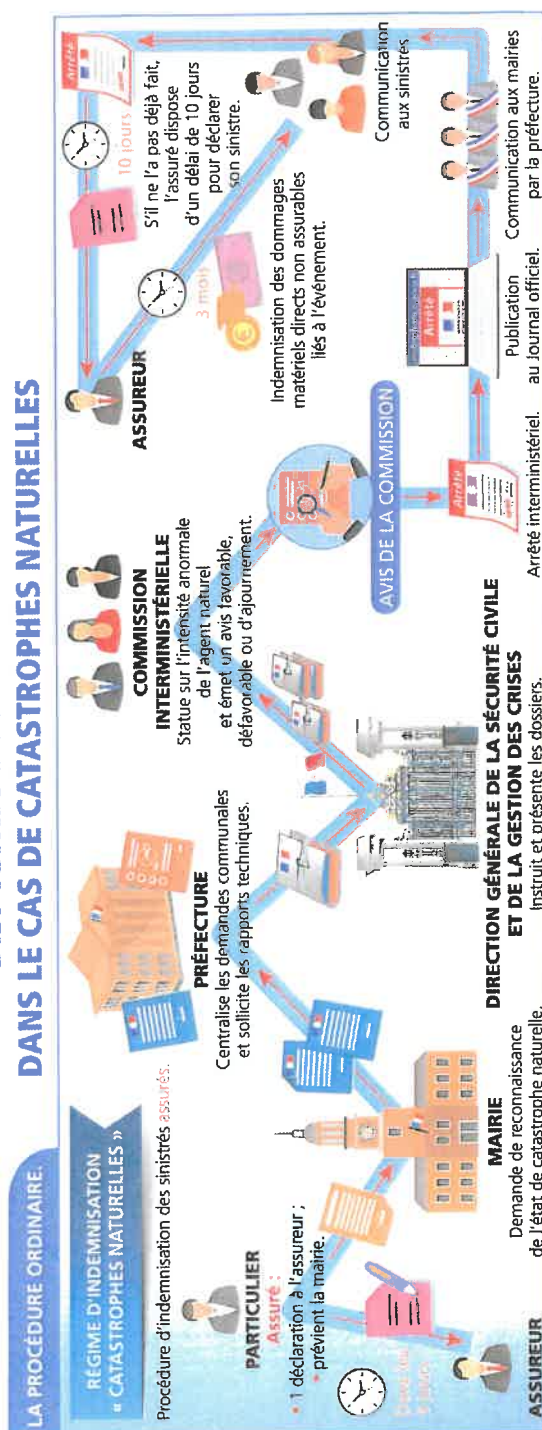 DANS LE CAS DE CATASTROPHES NATURELLES
LA PROCÉDURE ORDINAIRE.
RÉGIME D'INDEMNISATION
« CATASTROPHES NATURELLES »
Procédure d'indemnisation des sinistrés assurés.
PARTICULIER
Assuré :
• 1 déclaration à l'assureur ;
• prévient la mairie.
ASSUREUR
MAIRIE
Demande de reconnaissance
de l'état de catastrophe naturelle.
PRÉFECTURE
Centralise les demandes communales
et sollicite les rapports techniques.
DIRECTION GÉNÉRALE DE LA SÉCURITÉ CIVILE
ET DE LA GESTION DES CRISES
Instruit et présente les dossiers.
COMMISSION
INTERMINISTÉRIELLE
Statue sur l'intensité anormale
de l'agent naturel
et émet un avis favorable,
défavorable ou d'ajournement.
AVIS DE LA COMMISSION
Arrêté
Arrêté interministériel.
Arrêté
Publication
au Journal officiel.
Communication aux mairies
par la préfecture.
Communication
aux sinistrés
Arrêté
10 jours
S'il ne l'a pas déjà fait,
l'assuré dispose
d'un délai de 10 jours
pour déclarer
son sinistre.
ASSUREUR
3 mois
Indemnisation des dommages
matériels directs non assurables
liés à l'événement.